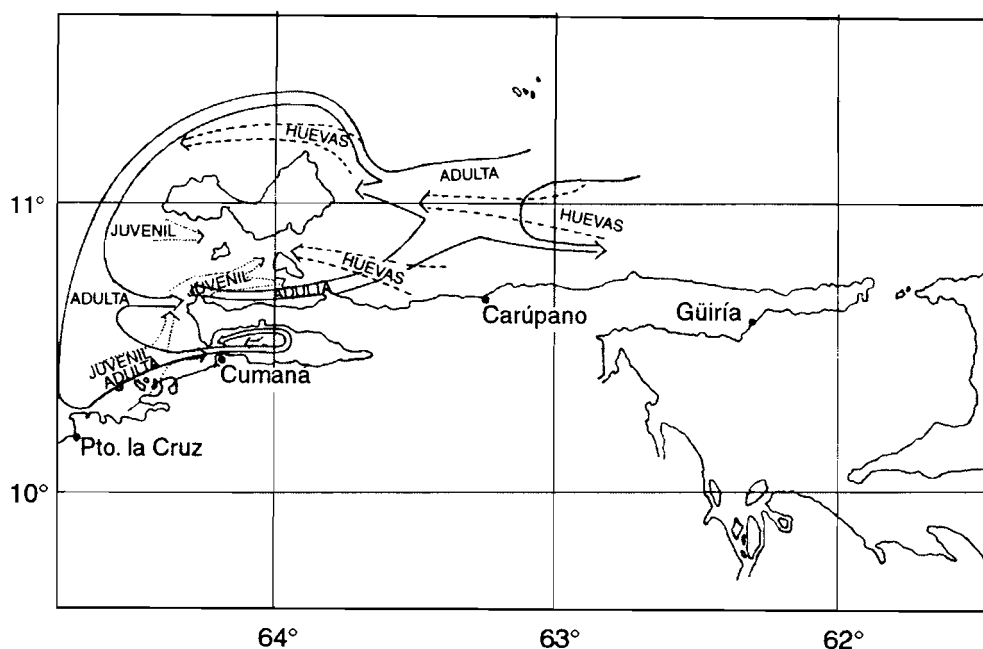 HUEVAS
ADULTA
11°
HUEVAS
JUVENIL
HUEVAS
JUVENIL
ADULTA
ADULTA
Carúpano
Güiría
JUVENIL
ADULTA
Cumana
Pto. la Cruz
10°
64°
63°
62°